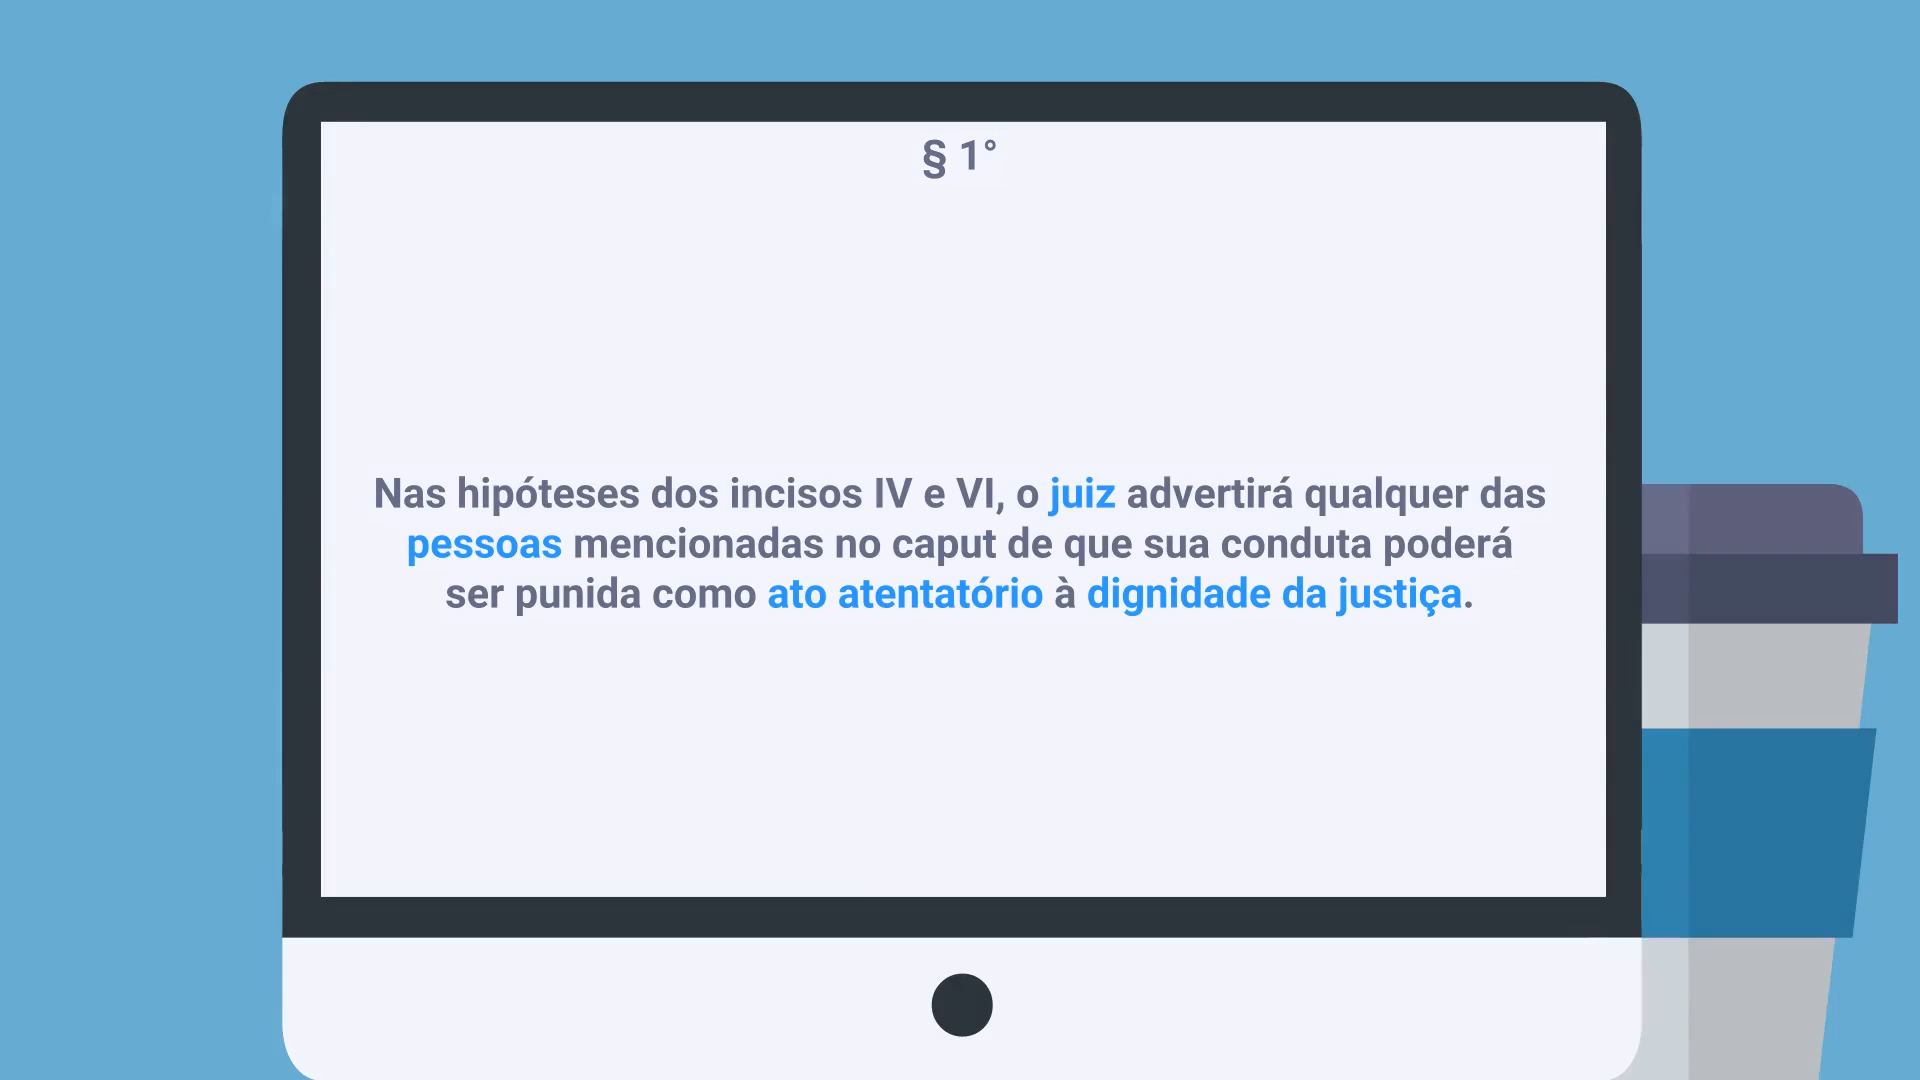 § 1°
Nas hipóteses dos incisos IV e VI, o juiz advertirá qualquer das
pessoas mencionadas no caput de que sua conduta poderá
ser punida como ato atentatório à dignidade da justiça.